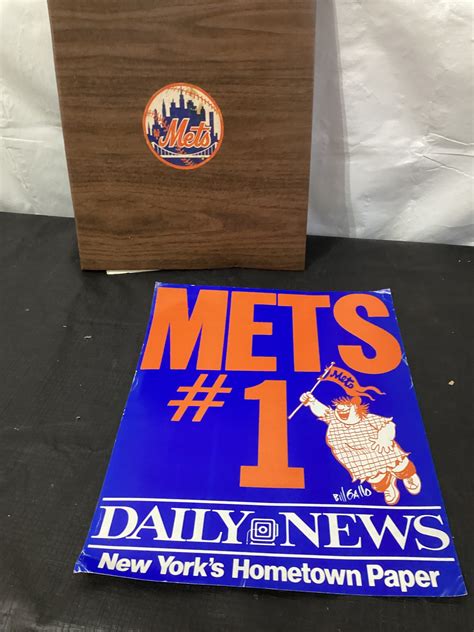 Mets
METS
#1
Mets
Bill Gallo
DAILY NEWS
New York's Hometown Paper